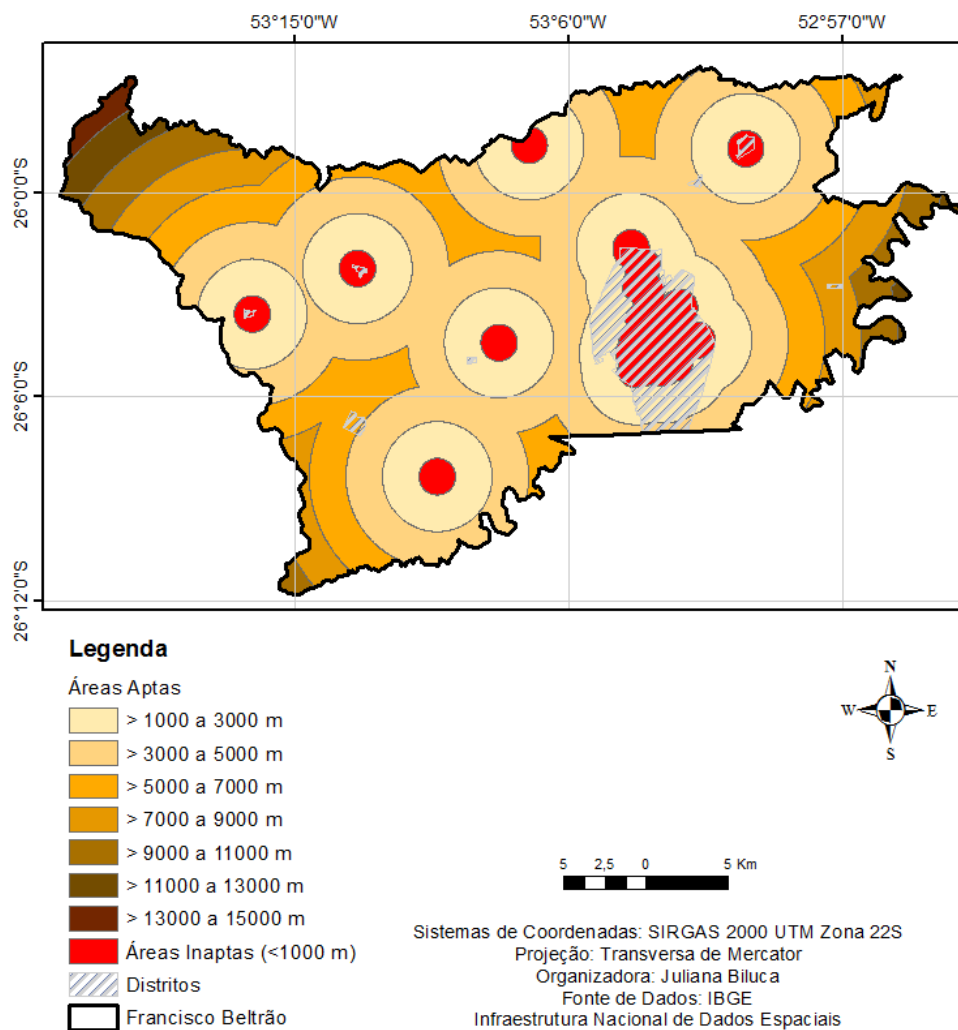 53°15'0"W
53°6'0"W
52°57'0"W
26°0'0"S
26°6'0"S
26°12'0"S
Legenda
Áreas Aptas
> 1000 a 3000 m
> 3000 a 5000 m
> 5000 a 7000 m
> 7000 a 9000 m
> 9000 a 11000 m
> 11000 a 13000 m
> 13000 a 15000 m
Áreas Inaptas (<1000 m)
Distritos
Francisco Beltrão
N
W
E
S
5 2,5 0 5 Km
Sistemas de Coordenadas: SIRGAS 2000 UTM Zona 22S
Projeção: Transversa de Mercator
Organizadora: Juliana Biluca
Fonte de Dados: IBGE
Infraestrutura Nacional de Dados Espaciais